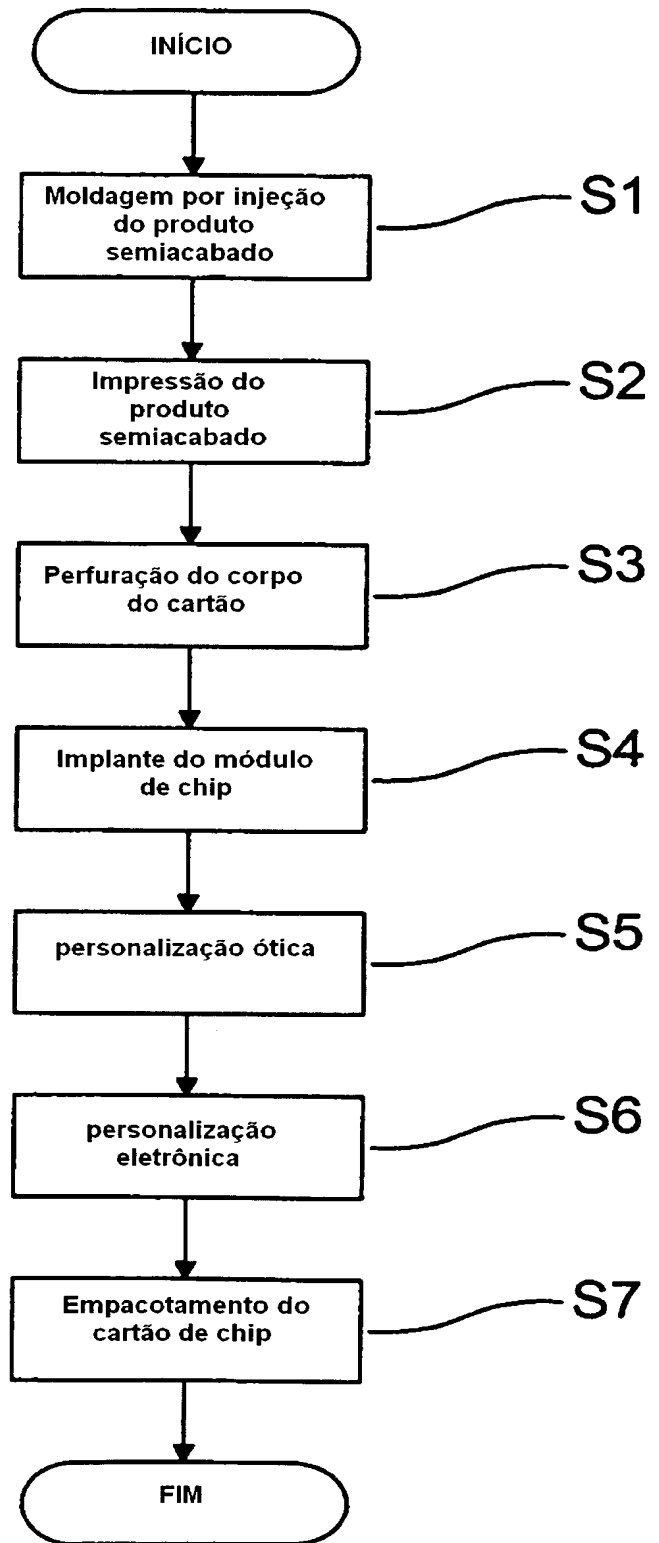 INÍCIO
Moldagem por injeção
do produto
semiacabado
S1
Impressão do
produto
semiacabado
S2
Perfuração do corpo
do cartão
S3
Implante do módulo
de chip
S4
personalização ótica
S5
personalização
eletrônica
S6
Empacotamento do
cartão de chip
S7
FIM